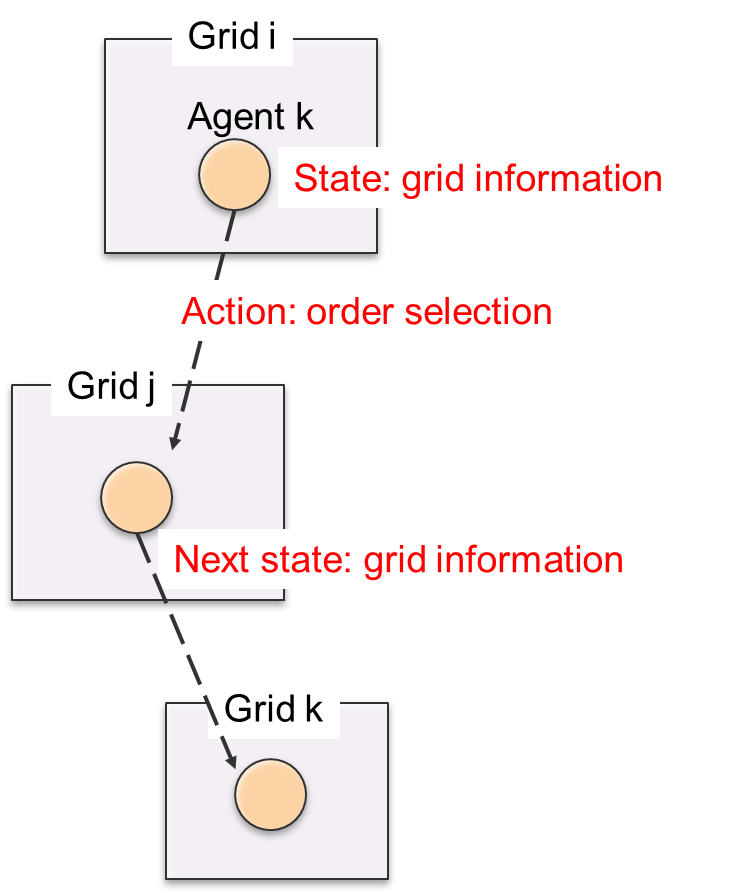 Grid i
Agent k
State: grid information
Action: order selection
Grid j
Next state: grid information
Grid k